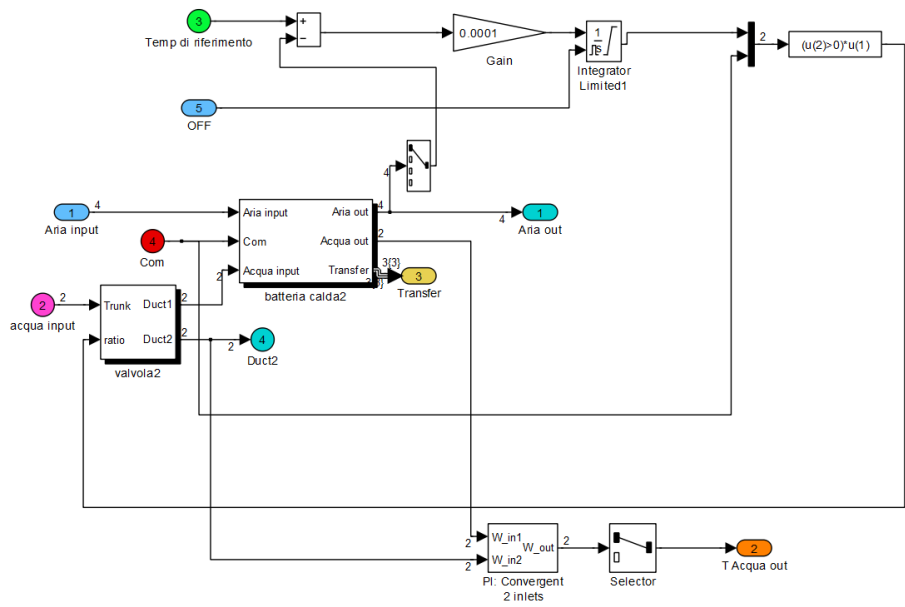 3
Temp di riferimento
+
−
0.0001
Gain
1
s
Integrator
Limited1
2
(u(2)>0)*u(1)
5
OFF
4
1
Aria input
4
Aria input
Aria out
4
4
1
Aria out
4
Com
Com
Acqua out
2
Acqua input
Transfer
3{3}
3
Transfer
2
batteria calda2
2
acqua input
2
Trunk
Duct1
2
ratio
Duct2
2
valvola2
2
4
Duct2
2
W_in1
2
W_in2
W_out
2
PI: Convergent
2 inlets
Selector
2
T Acqua out